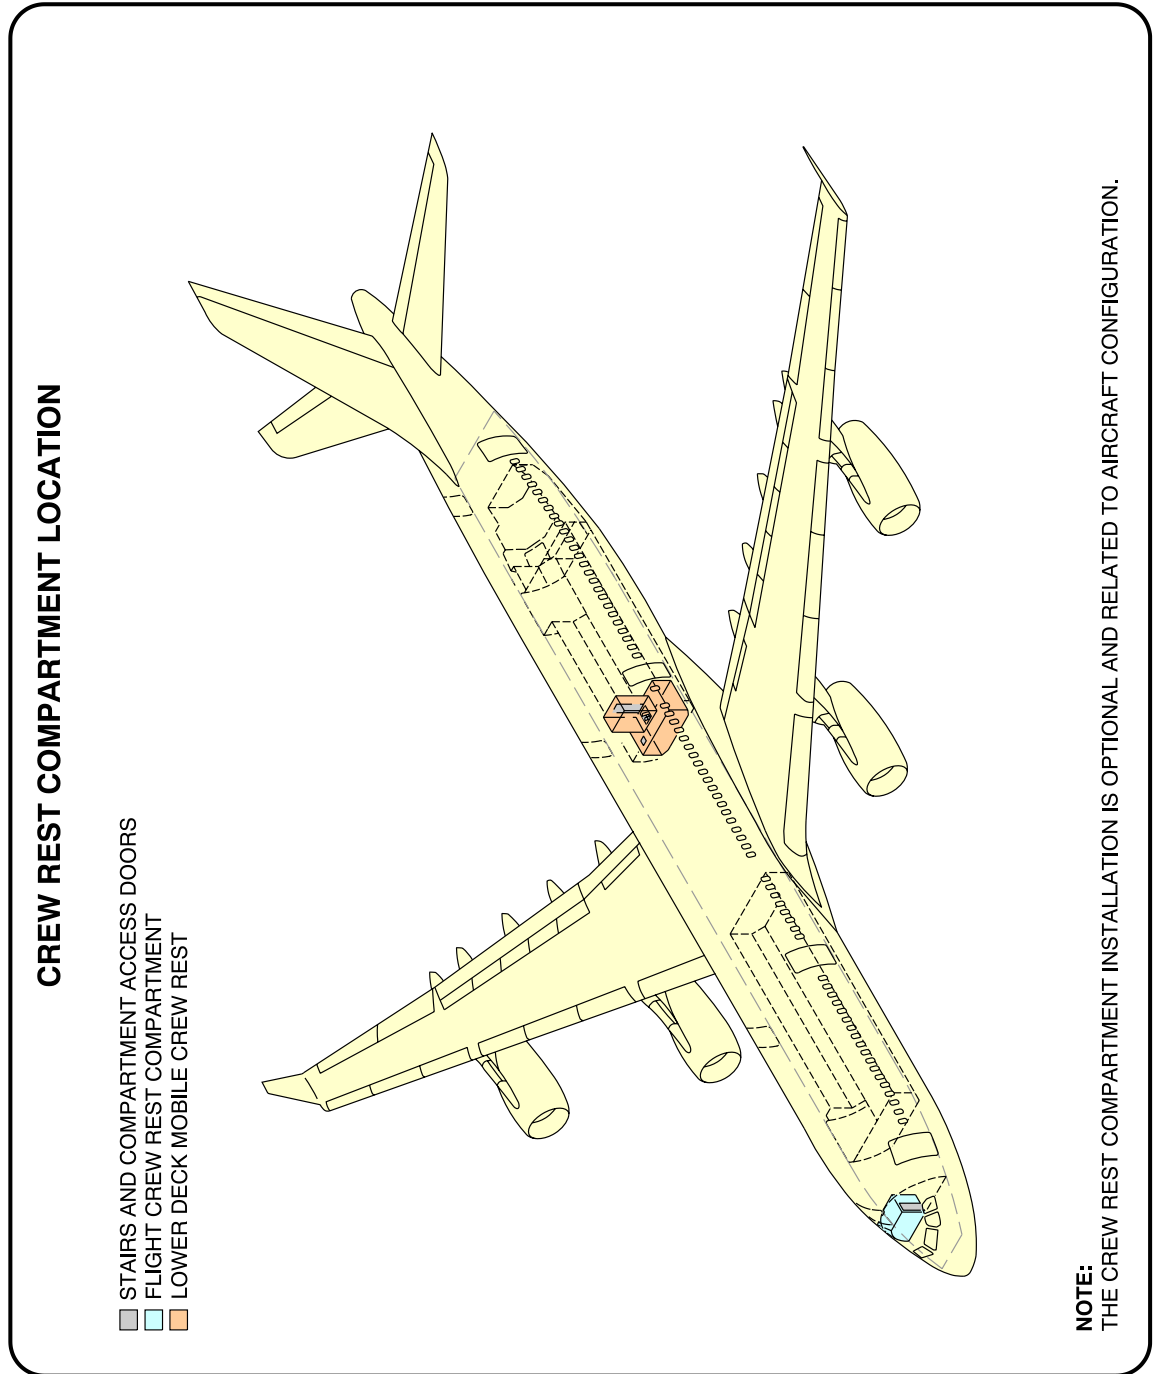 CREW REST COMPARTMENT LOCATION
STAIRS AND COMPARTMENT ACCESS DOORS
FLIGHT CREW REST COMPARTMENT
LOWER DECK MOBILE CREW REST
NOTE:
THE CREW REST COMPARTMENT INSTALLATION IS OPTIONAL AND RELATED TO AIRCRAFT CONFIGURATION.